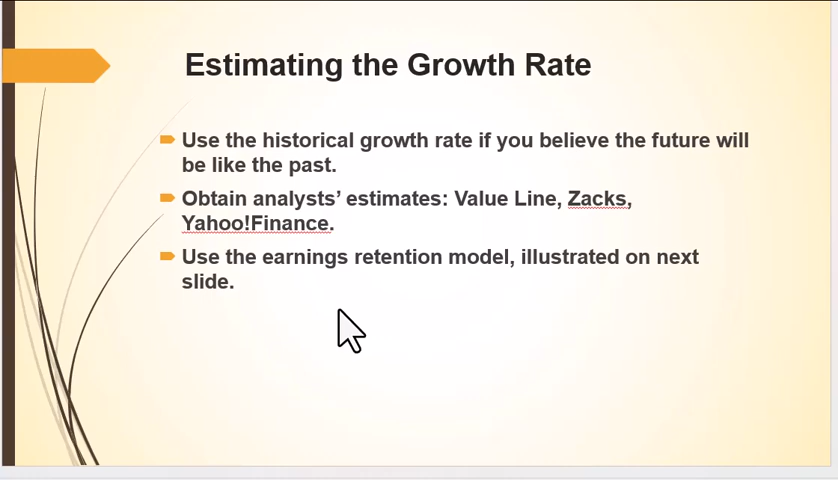 Estimating the Growth Rate
Use the historical growth rate if you believe the future will
be like the past.
Obtain analysts’ estimates: Value Line, Zacks,
Yahoo!Finance.
Use the earnings retention model, illustrated on next
slide.